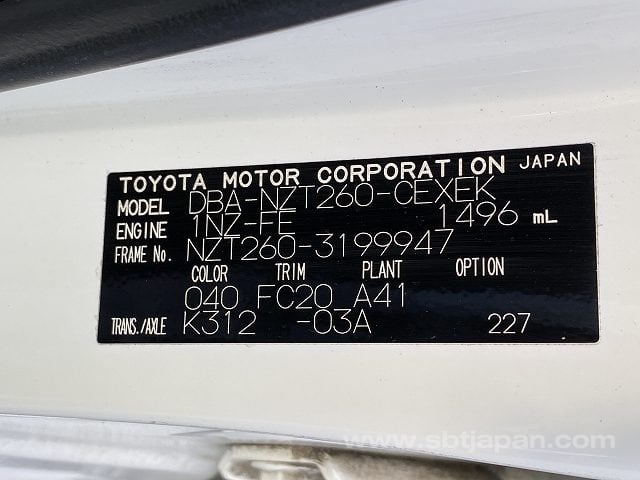 TOYOTA MOTOR CORPORATION JAPAN
MODEL DBA-NZT260-CEXEK
ENGINE 1NZ-FE 1496 mL
FRAME No. NZT260-3199947
COLOR TRIM PLANT OPTION
040 FC20 A41
TRANS./AXLE K312 -03A 227
www.sbtjapan.com